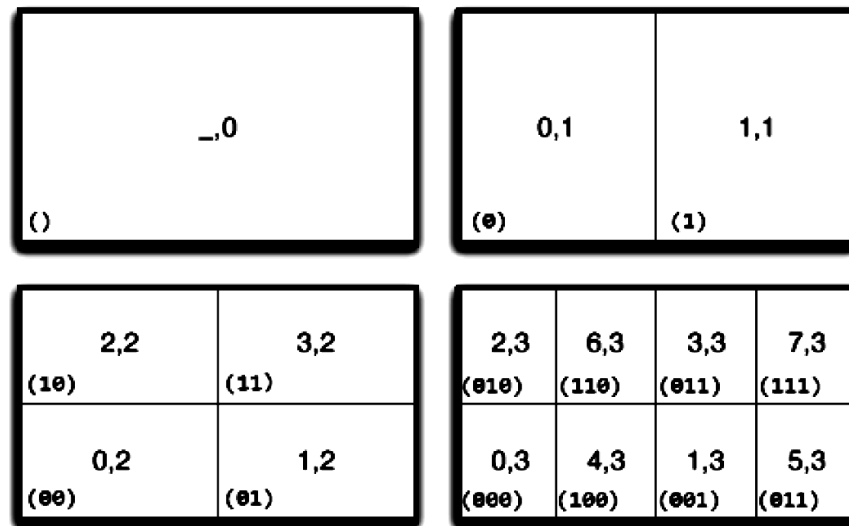 _,0
()
0,1 1,1
(0) (1)
2,2 3,2
(10) (11)
0,2 1,2
(00) (01)
2,3 6,3 3,3 7,3
(010) (110) (011) (111)
0,3 4,3 1,3 5,3
(000) (100) (001) (011)